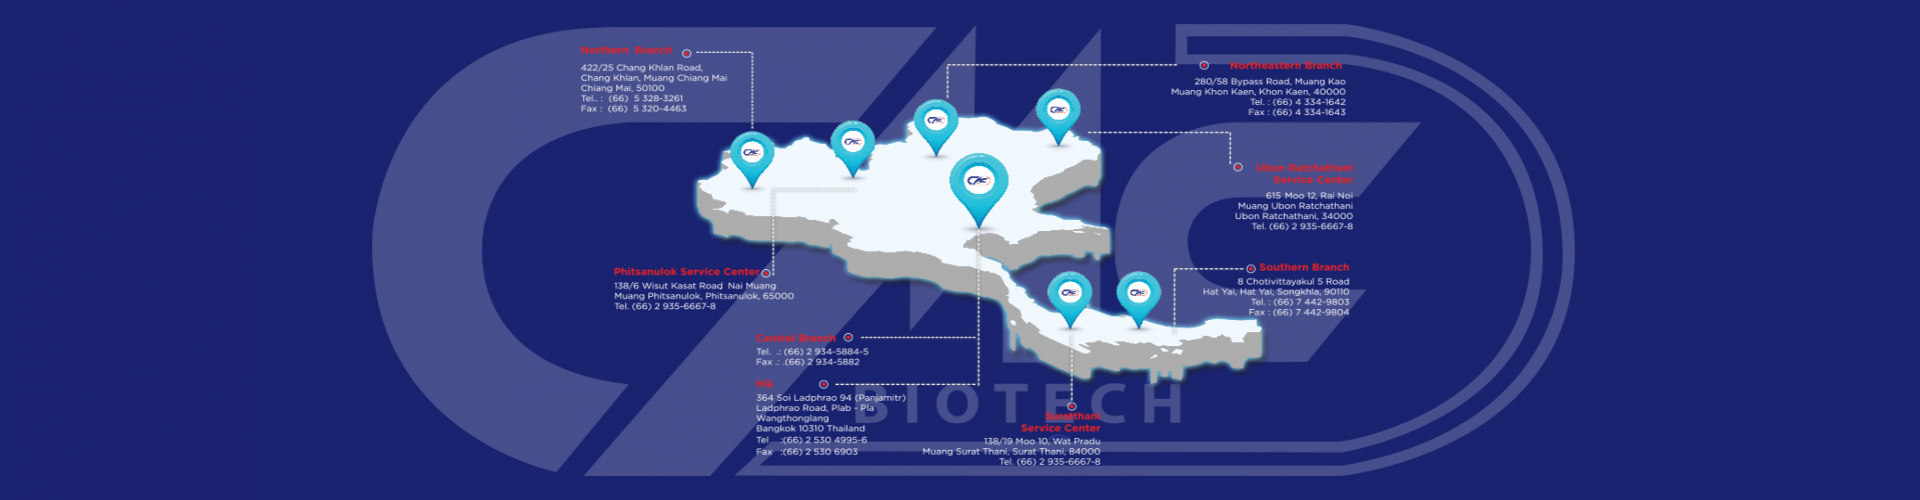 Northern Branch
422/25 Chang Khlan Road,
Chang Khlan, Muang Chiang Mai
Chiang Mai, 50100
Tel.. : (66) 5 328-3261
Fax : (66) 5 320-4463
Northeastern Branch
280/58 Bypass Road, Muang Kao
Muang Khon Kaen, Khon Kaen, 40000
Tel. : (66) 4 334-1642
Fax : (66) 4 334-1643
Ubon Ratchathani
Service Center
615 Moo 12, Rai Noi
Muang Ubon Ratchathani
Ubon Ratchathani, 34000
Tel. (66) 2 935-6667-8
Phitsanulok Service Center
138/6 Wisut Kasat Road, Nai Muang
Muang Phitsanulok, Phitsanulok, 65000
Tel. (66) 2 935-6667-8
Southern Branch
8 Chotivittayakul 5 Road
Hat Yai, Hat Yai, Songkhla, 90110
Tel. : (66) 7 442-9803
Fax : (66) 7 442-9804
Central Branch
Tel. .: (66) 2 934-5884-5
Fax .: .(66) 2 934-5882
HQ
364 Soi Ladphrao 94 (Panjamitr)
Ladphrao Road, Plab - Pla
Wangthonglang
Bangkok 10310 Thailand
Tel :(66) 2 530 4995-6
Fax :(66) 2 530 6903
BIOTECH
Suratthani
Service Center
138/19 Moo 10, Wat Pradu
Muang Surat Thani, Surat Thani, 84000
Tel. (66) 2 935-6667-8